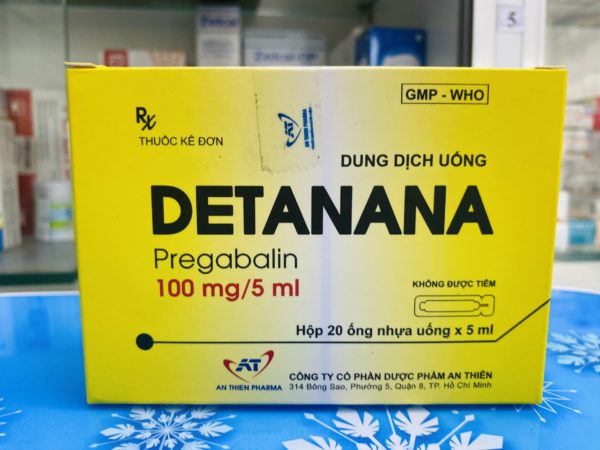 5
GMP - WHO
Rx
THUỐC KÊ ĐƠN
AT
DUNG DỊCH UỐNG
DETANANA
Pregabalin
100 mg/5 ml
KHÔNG ĐƯỢC TIÊM
Hộp 20 ống nhựa uống x 5 ml
AT
AN THIEN PHARMA
CÔNG TY CỔ PHẦN DƯỢC PHẨM AN THIÊN
314 Bông Sao, Phường 5, Quận 8, TP. Hồ Chí Minh